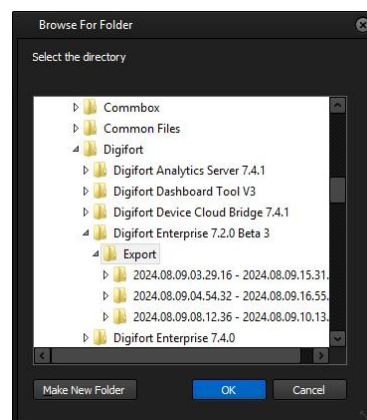 Browse For Folder
Select the directory
Commbox
Common Files
Digifort
Digifort Analytics Server 7.4.1
Digifort Dashboard Tool V3
Digifort Device Cloud Bridge 7.4.1
Digifort Enterprise 7.2.0 Beta 3
Export
2024.08.09.03.29.16 - 2024.08.09.15.31.
2024.08.09.04.54.32 - 2024.08.09.16.55.
2024.08.09.08.12.36 - 2024.08.09.10.13.
Digifort Enterprise 7.4.0
Make New Folder OK Cancel